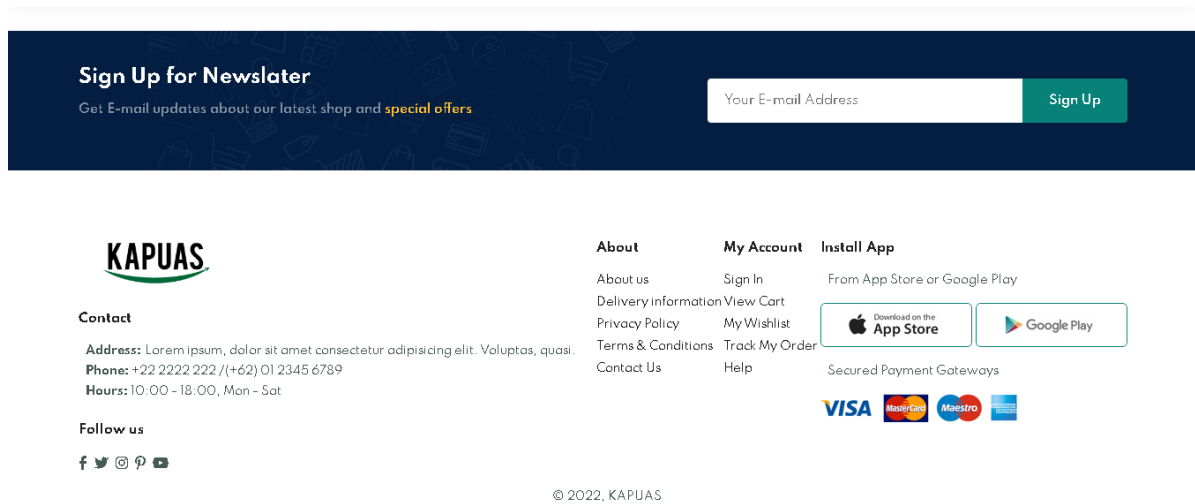 Sign Up for Newslater
Get E-mail updates about our latest shop and special offers
Your E-mail Address
Sign Up
KAPUAS
Contact
Address: Lorem ipsum, dolor sit amet consectetur adipisicing elit. Voluptas, quasi.
Phone: +22 2222 222 /(+62) 01 2345 6789
Hours: 10:00 - 18:00, Mon - Sat
Follow us
About
About us
Delivery information
Privacy Policy
Terms & Conditions
Contact Us
My Account
Sign In
View Cart
My Wishlist
Track My Order
Help
Install App
From App Store or Google Play
Download on the
App Store
Google Play
Secured Payment Gateways
VISA
MasterCard
Maestro
© 2022, KAPUAS